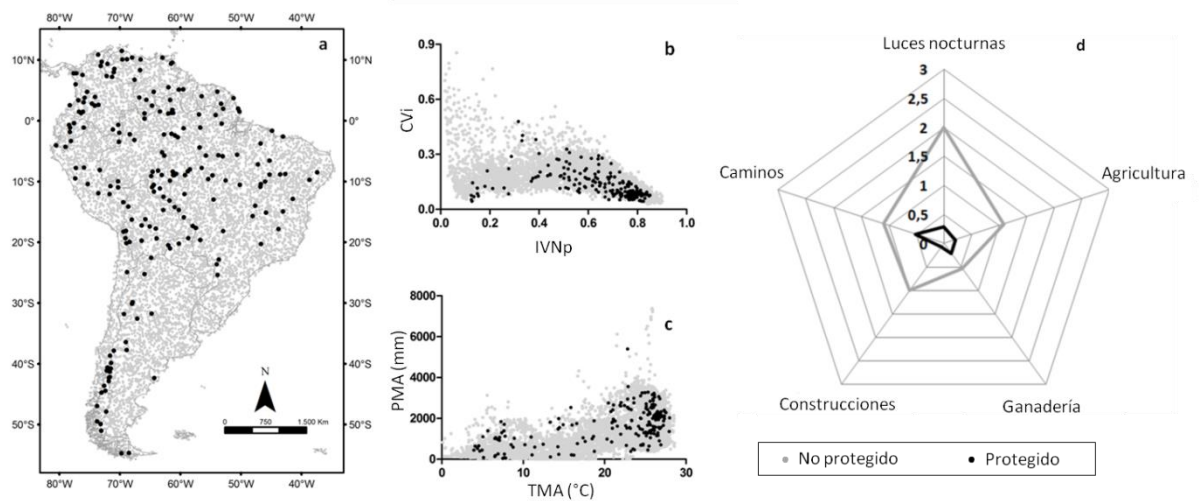 80°W 70°W 60°W 50°W 40°W
a
10°N 10°N
0° 0°
10°S 10°S
20°S 20°S
30°S 30°S
40°S 40°S
50°S 50°S
N
0 750 1.500 KM
80°W 70°W 60°W 50°W 40°W
b
CVi
0.9
0.6
0.3
0.0
0.0 0.2 0.4 0.6 0.8 1.0
IVNp
c
PMA (mm)
8000
6000
4000
2000
0
0 10 20 30
TMA (°C)
d
Luces nocturnas
3
2,5
2
1,5
1
0,5
0
Caminos
Agricultura
Construcciones
Ganadería
No protegido Protegido